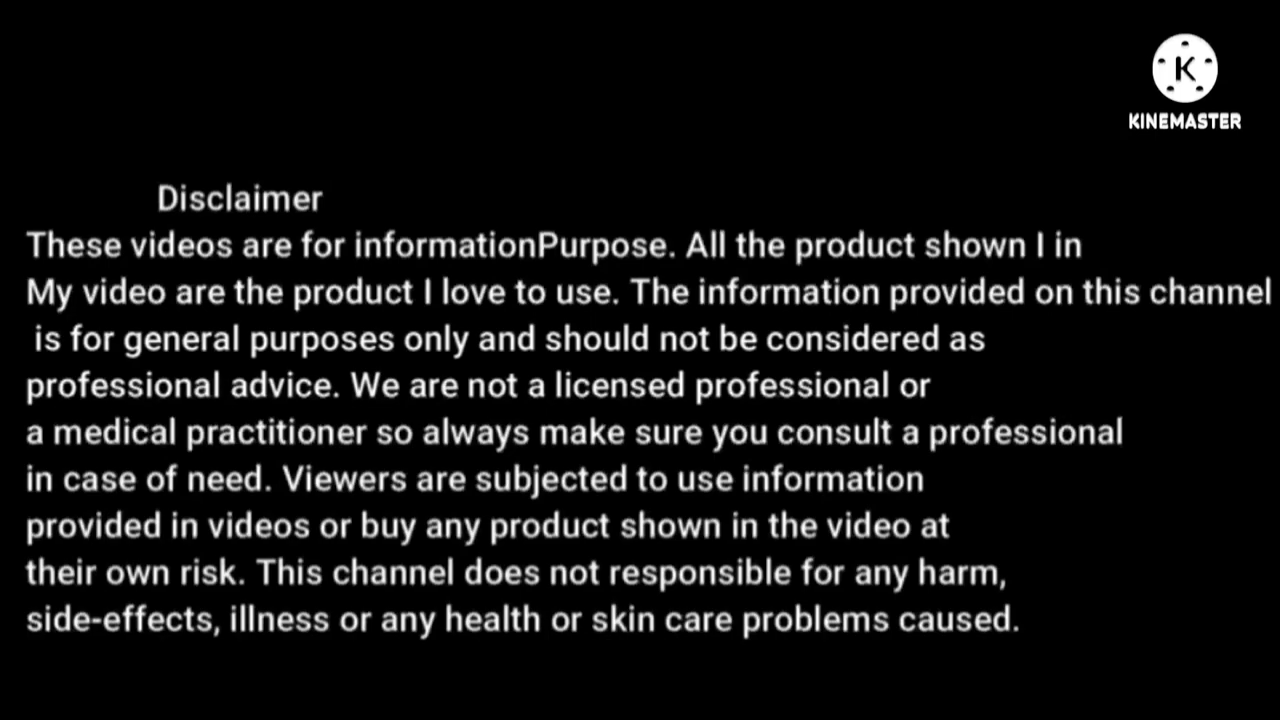 K
KINEMASTER
Disclaimer
These videos are for informationPurpose. All the product shown I in
My video are the product I love to use. The information provided on this channel
is for general purposes only and should not be considered as
professional advice. We are not a licensed professional or
a medical practitioner so always make sure you consult a professional
in case of need. Viewers are subjected to use information
provided in videos or buy any product shown in the video at
their own risk. This channel does not responsible for any harm,
side-effects, illness or any health or skin care problems caused.